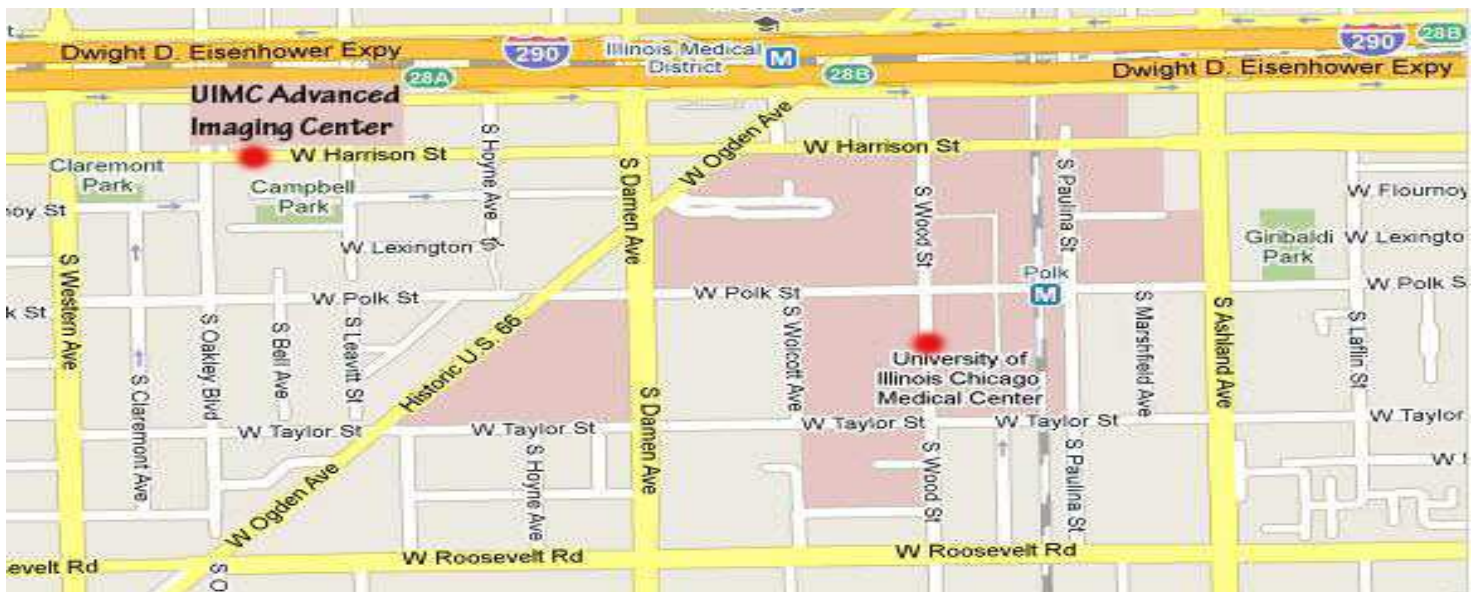 t.
290
28B
Dwight D. Eisenhower Expy
290
Illinois Medical
District
M
28A
28B
Dwight D. Eisenhower Expy
UIMC Advanced
Imaging Center
W Harrison St
W Harrison St
S Hoyne Ave
W Ogden Ave
Claremont
Park
Campbell
Park
S Damen Ave
S Wood St
S Paulina St
W Flournoy
oy St
W Lexington St
Giribaldi
Park
W Lexingto
S Western Ave
Polk
M
W Polk St
W Polk St
W Polk S
k St
S Oakley Blvd
S Bell Ave
S Leavitt St
Historic U.S. 66
S Wolcott Ave
S Marshfield Ave
S Ashland Ave
S Laflin St
University of
Illinois Chicago
Medical Center
S Claremont Ave
S Damen Ave
W Taylor St
W Taylor St
W Taylor St
W Taylor St
W Taylor
W Ogden Ave
S Hoyne Ave
S Wood St
S Paulina St
W
evelt Rd
W Roosevelt Rd
W Roosevelt Rd
S O